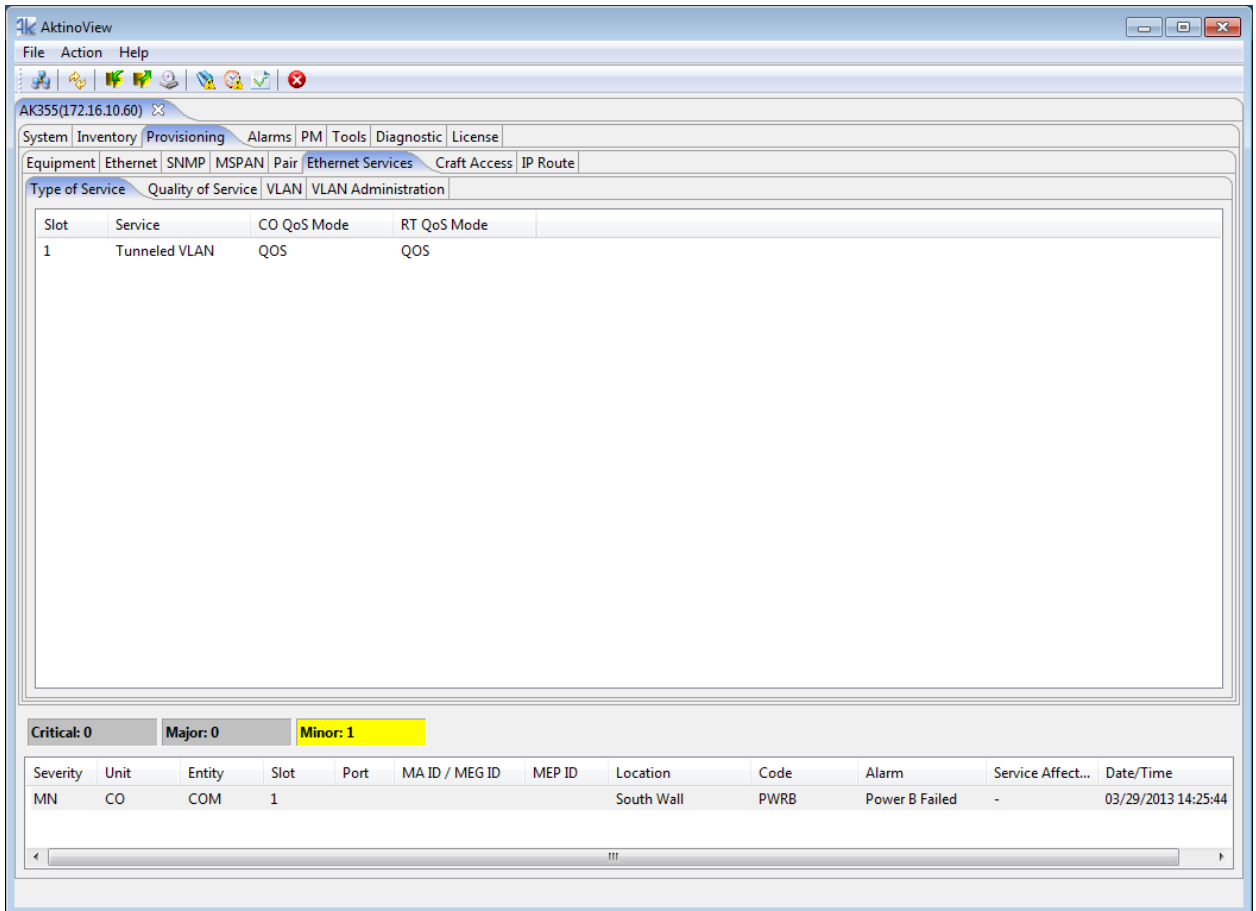 AktinoView
File Action Help
AK355(172.16.10.60)
System Inventory Provisioning Alarms PM Tools Diagnostic License
Equipment Ethernet SNMP MSPAN Pair Ethernet Services Craft Access IP Route
Type of Service Quality of Service VLAN VLAN Administration
Slot Service CO QoS Mode RT QoS Mode
1 Tunneled VLAN QOS QOS
Critical: 0 Major: 0 Minor: 1
Severity Unit Entity Slot Port MA ID / MEG ID MEP ID Location Code Alarm Service Affect... Date/Time
MN CO COM 1 South Wall PWRB Power B Failed - 03/29/2013 14:25:44